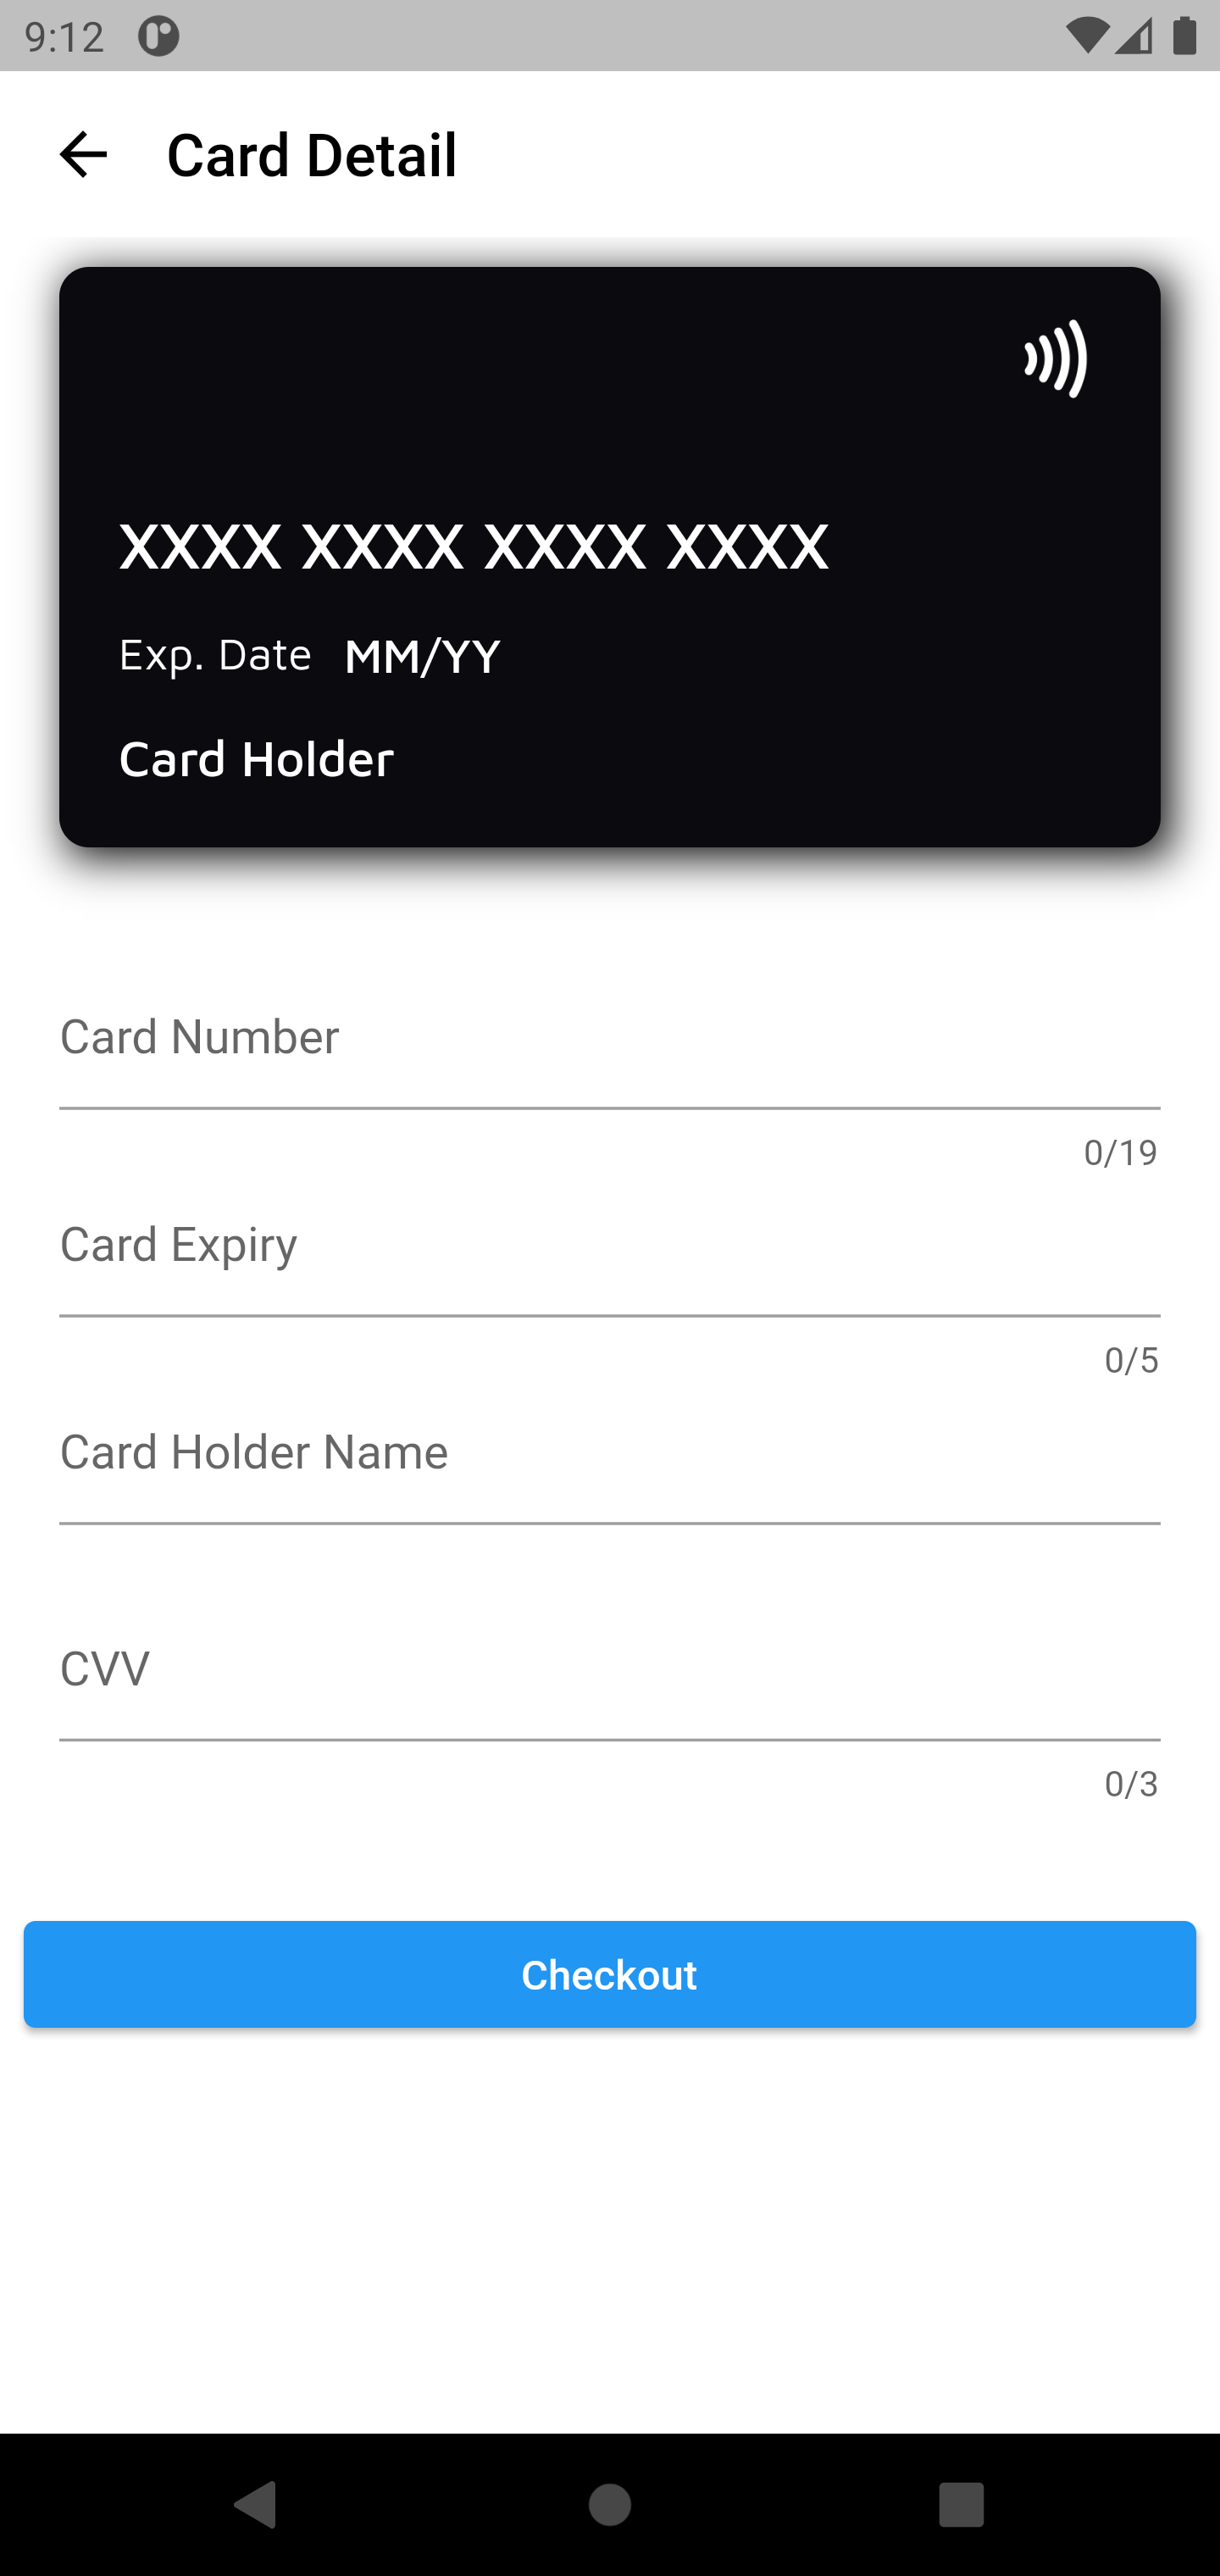 9:12
Card Detail
XXXX XXXX XXXX XXXX
Exp. Date MM/YY
Card Holder
Card Number
0/19
Card Expiry
0/5
Card Holder Name
CVV
0/3
Checkout